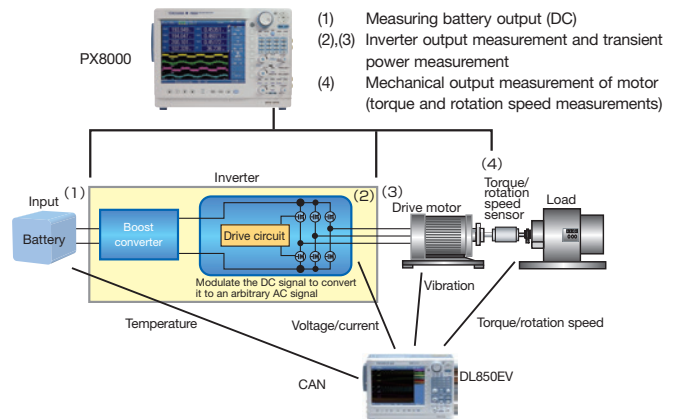 (1) Measuring battery output (DC)
(2),(3) Inverter output measurement and transient
power measurement
(4) Mechanical output measurement of motor
(torque and rotation speed measurements)
PX8000
Inverter
Input
(1)
(2)
(3)
(4)
Torque/
rotation
speed
sensor
Drive motor
Load
Battery
Boost
converter
Drive circuit
Modulate the DC signal to convert
it to an arbitrary AC signal
Vibration
Temperature
Voltage/current
Torque/rotation speed
CAN
DL850EV